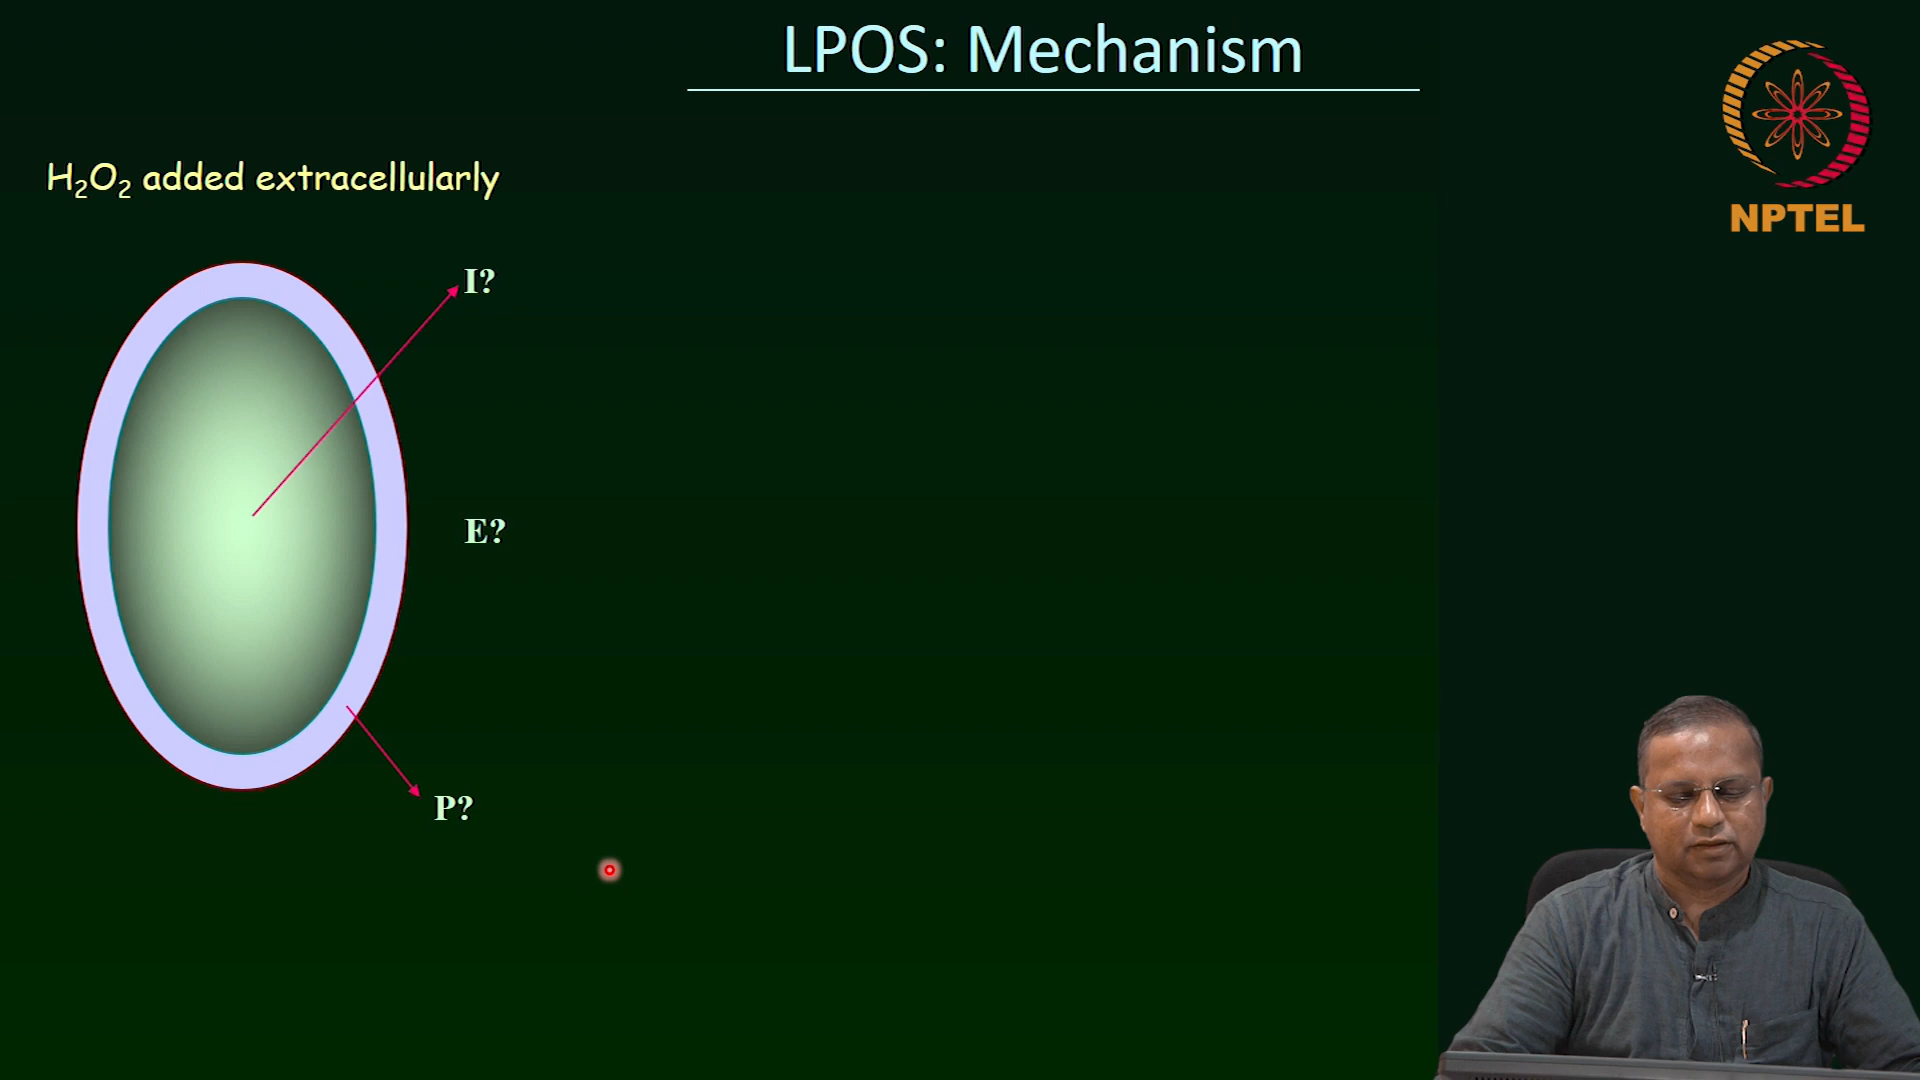 LPOS: Mechanism
NPTEL
H₂O₂ added extracellularly
I?
E?
P?